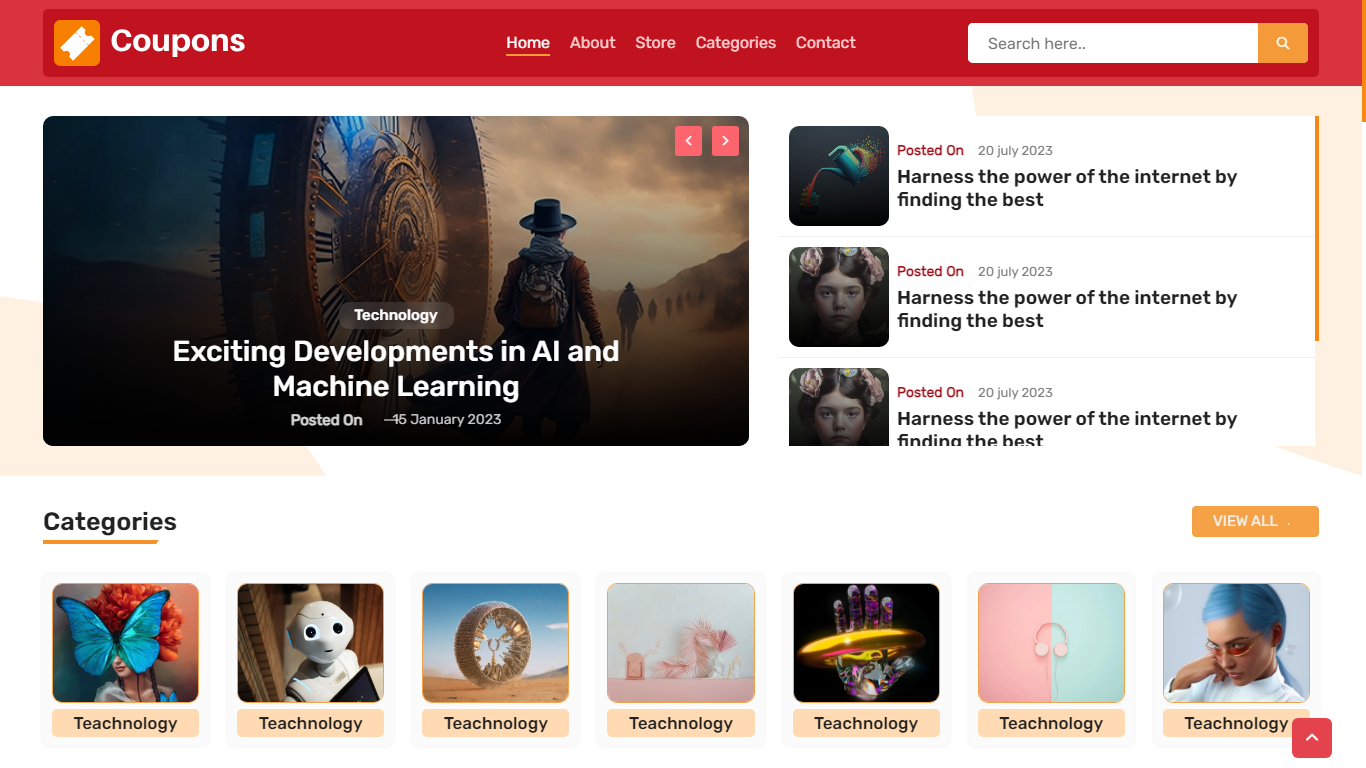 Coupons
Home
About
Store
Categories
Contact
Search here..
Technology
Exciting Developments in AI and
Machine Learning
Posted On
15 January 2023
Posted On
20 july 2023
Harness the power of the internet by
finding the best
Posted On
20 july 2023
Harness the power of the internet by
finding the best
Posted On
20 july 2023
Harness the power of the internet by
finding the best
Categories
VIEW ALL
Teachnology
Teachnology
Teachnology
Teachnology
Teachnology
Teachnology
Teachnology